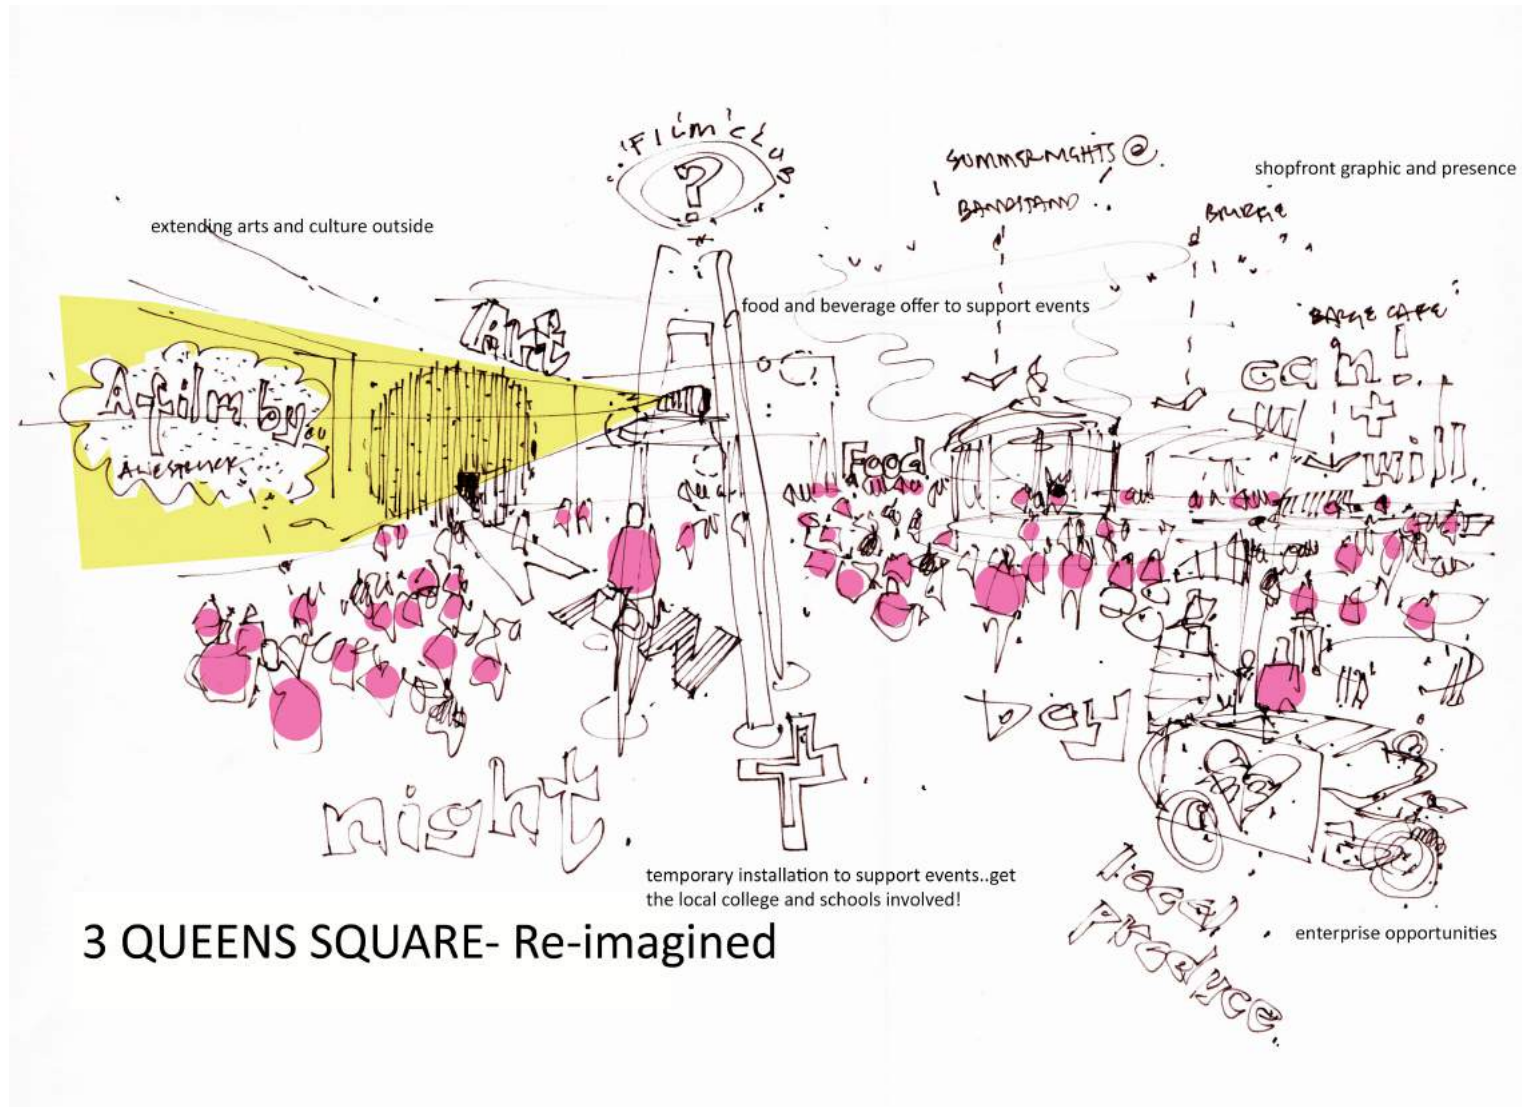 Film club
?
SUMMER NIGHTS @
BANDSTAND
shopfront graphic and presence
extending arts and culture outside
food and beverage offer to support events
BARGE CAFE
Art
can!
+
will
A film by
Food
Day
night
temporary installation to support events..get
the local college and schools involved!
local
produce
enterprise opportunities
3 QUEENS SQUARE- Re-imagined